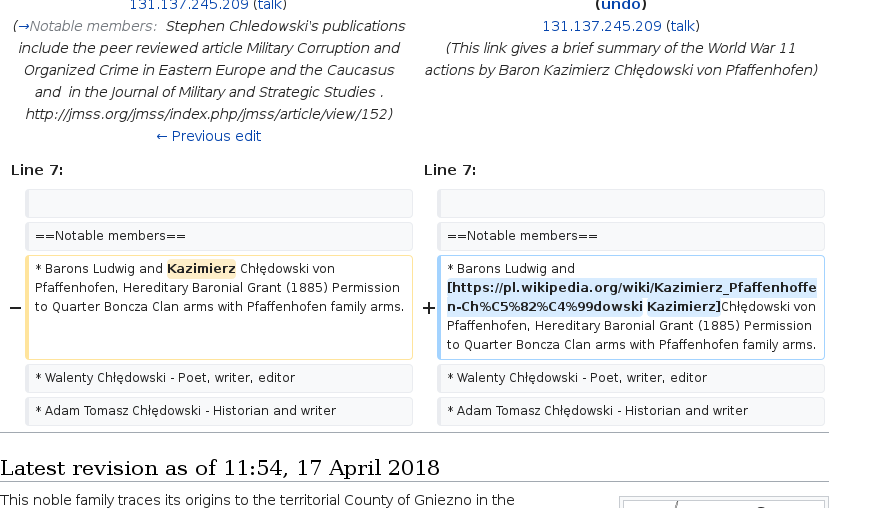 131.137.245.209 (talk)
(→Notable members:  Stephen Chledowski's publications
include the peer reviewed article Military Corruption and
Organized Crime in Eastern Europe and the Caucasus
and  in the Journal of Military and Strategic Studies .
http://jmss.org/jmss/index.php/jmss/article/view/152)
← Previous edit
(undo)
131.137.245.209 (talk)
(This link gives a brief summary of the World War 11
actions by Baron Kazimierz Chłędowski von Pfaffenhofen)
Line 7:
Line 7:
==Notable members==
==Notable members==
−
* Barons Ludwig and Kazimierz Chłędowski von
Pfaffenhofen, Hereditary Baronial Grant (1885) Permission
to Quarter Boncza Clan arms with Pfaffenhofen family arms.
+
* Barons Ludwig and
[https://pl.wikipedia.org/wiki/Kazimierz_Pfaffenhoffe
n-Ch%C5%82%C4%99dowski Kazimierz]Chłędowski von
Pfaffenhofen, Hereditary Baronial Grant (1885) Permission
to Quarter Boncza Clan arms with Pfaffenhofen family arms.
* Walenty Chłędowski - Poet, writer, editor
* Walenty Chłędowski - Poet, writer, editor
* Adam Tomasz Chłędowski - Historian and writer
* Adam Tomasz Chłędowski - Historian and writer
Latest revision as of 11:54, 17 April 2018
This noble family traces its origins to the territorial County of Gniezno in the